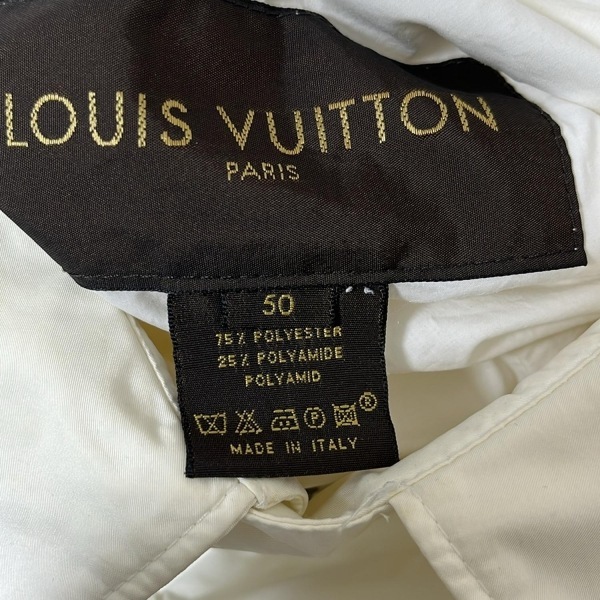 LOUIS VUITTON
PARIS
50
75% POLYESTER
25% POLYAMIDE
POLYAMID
P ®
MADE IN ITALY